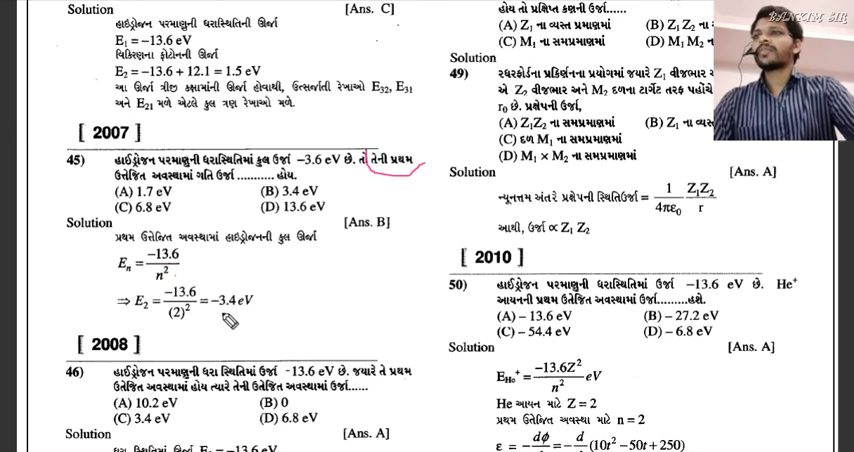 Solution [Ans. C]
હાઈડ્રોજન પરમાણુની ધરાસ્થિતિની ઊર્જા
E₁ = −13.6 eV
વિકિરણના ફોટોનની ઊર્જા
E₂ = −13.6 + 12.1 = 1.5 eV
આ ઊર્જા ત્રીજી કક્ષામાંની ઊર્જા હોવાથી, ઉત્સર્જાતી રેખાઓ E₃₂, E₃₁
અને E₂₁ મળે એટલે કુલ ત્રણ રેખાઓ મળે.
[ 2007 ]
45) હાઈડ્રોજન પરમાણુની ધરાસ્થિતિમાં કુલ ઉર્જા −3.6 eV છે. તો તેની પ્રથમ
ઉત્તેજિત અવસ્થામાં ગતિ ઉર્જા ........... હોય.
(A) 1.7 eV (B) 3.4 eV
(C) 6.8 eV (D) 13.6 eV
Solution [Ans. B]
પ્રથમ ઉત્તેજિત અવસ્થામાં હાઇડ્રોજનની કુલ ઊર્જા
Eₙ = −13.6 / n²
⇒ E₂ = −13.6 / (2)² = −3.4 eV
[ 2008 ]
46) હાઈડ્રોજન પરમાણુની ધરા સ્થિતિમાં ઉર્જા -13.6 eV છે. જયારે તે પ્રથમ
ઉતેજિત અવસ્થામાં હોય ત્યારે તેની ઉતેજિત અવસ્થામાં ઉર્જા......
(A) 10.2 eV (B) 0
(C) 3.4 eV (D) 6.8 eV
Solution [Ans. A]
હોય તો પ્રક્ષિપ્ત કણની ઉર્જા......
(A) Z₁ ના વ્યસ્ત પ્રમાણમાં (B) Z₁ Z₂ ના
(C) M₁ ના સમપ્રમાણમાં (D) M₁ M₂
Solution
49) રધરફોર્ડના પ્રકિર્ણનના પ્રયોગમાં જયારે Z₁ વીજભાર
એ Z₂ વીજભાર અને M₂ દળના ટાર્ગેટ તરફ પહોંચે
r₀ છે. પ્રક્ષેપની ઉર્જા,
(A) Z₁Z₂ ના સમપ્રમાણમાં (B) Z₁ ના
(C) દળ M₁ ના સમપ્રમાણમાં
(D) M₁ × M₂ ના સમપ્રમાણમાં
Solution [Ans. A]
ન્યૂનત્તમ અંતરે પ્રક્ષેપની સ્થિતિઉર્જા = 1 / 4πε₀ Z₁Z₂ / r
આથી, ઉર્જા ∝ Z₁ Z₂
[ 2010 ]
50) હાઈડ્રોજન પરમાણુની ધરાસ્થિતિમાં ઉર્જા −13.6 eV છે. He⁺
આયનની પ્રથમ ઉતેજિત અવસ્થામાં ઉર્જા.........હશે.
(A) – 13.6 eV (B) – 27.2 eV
(C) – 54.4 eV (D) – 6.8 eV
Solution [Ans. A]
E_He⁺ = −13.6Z² / n² eV
He આયન માટે Z = 2
પ્રથમ ઉત્તેજિત અવસ્થા માટે n = 2
ε = − dφ/ = − d/ (10t² − 50t + 250)
BANKIM SIR